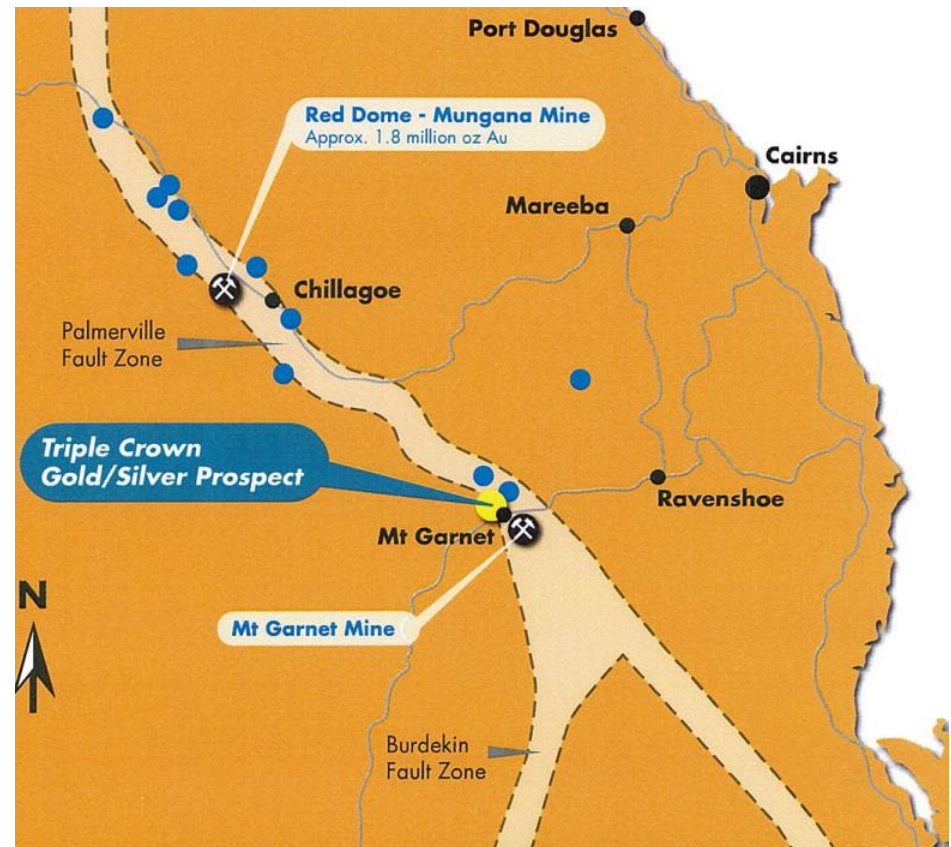 Port Douglas
Red Dome - Mungana Mine
Approx. 1.8 million oz Au
Cairns
Mareeba
Chillagoe
Palmerville
Fault Zone
Triple Crown
Gold/Silver Prospect
Ravenshoe
Mt Garnet
N
Mt Garnet Mine
Burdekin
Fault Zone